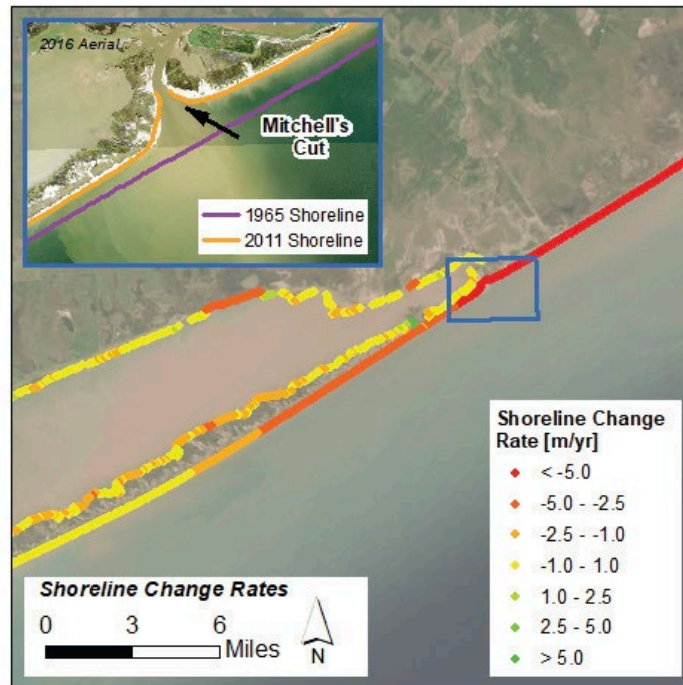 2016 Aerial
Mitchell's
Cut
1965 Shoreline
2011 Shoreline
Shoreline Change
Rate [m/yr]
< -5.0
-5.0 - -2.5
-2.5 - -1.0
-1.0 - 1.0
1.0 - 2.5
2.5 - 5.0
> 5.0
Shoreline Change Rates
0 3 6
Miles
N